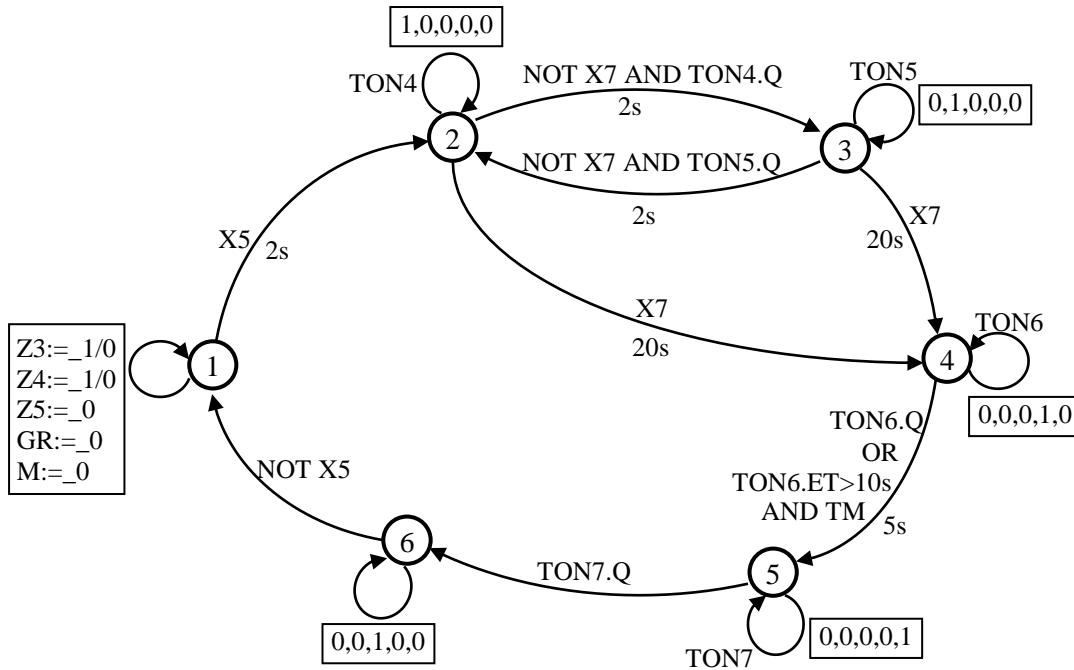 1,0,0,0,0
TON4
NOT X7 AND TON4.Q
2s
TON5
0,1,0,0,0
2
3
NOT X7 AND TON5.Q
2s
X5
2s
X7
20s
X7
20s
TON6
Z3:=_1/0
Z4:=_1/0
Z5:=_0
GR:=_0
M:=_0
1
4
0,0,0,1,0
TON6.Q
OR
TON6.ET>10s
AND TM
5s
NOT X5
6
TON7.Q
5
0,0,1,0,0
TON7
0,0,0,0,1